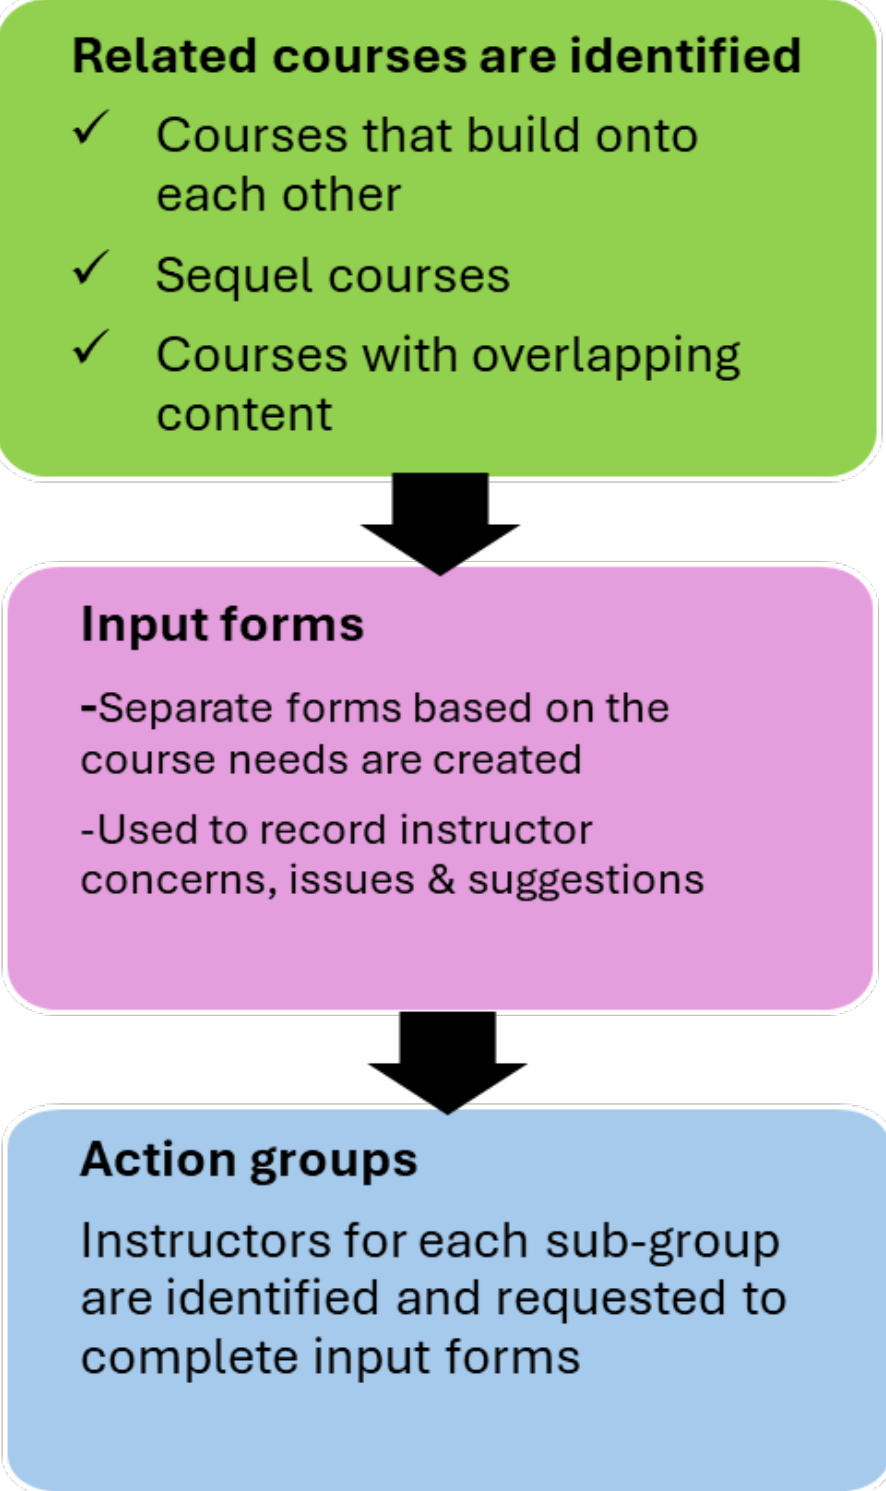 Related courses are identified
✓ Courses that build onto
each other
✓ Sequel courses
✓ Courses with overlapping
content
Input forms
-Separate forms based on the
course needs are created
-Used to record instructor
concerns, issues & suggestions
Action groups
Instructors for each sub-group
are identified and requested to
complete input forms